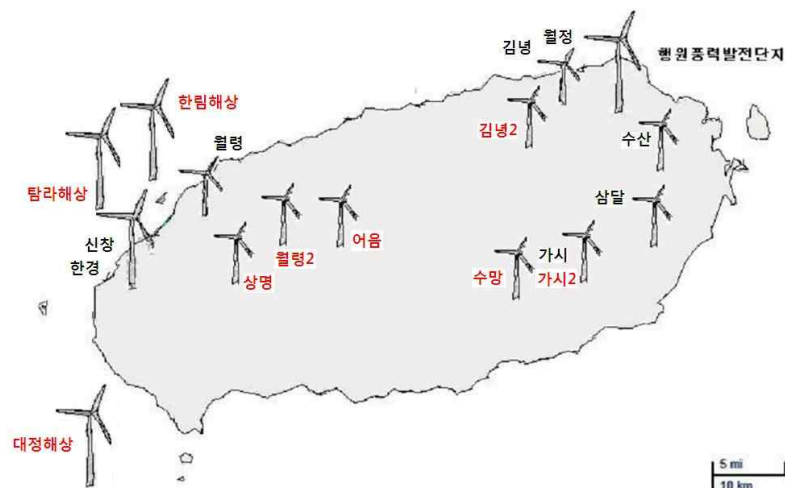 월정
김녕
행원풍력발전단지
한림해상
김녕2
수산
월령
탐라해상
삼달
어음
신창
한경
월령2
가시
상명
수망
가시2
대정해상
5 mi
10 km